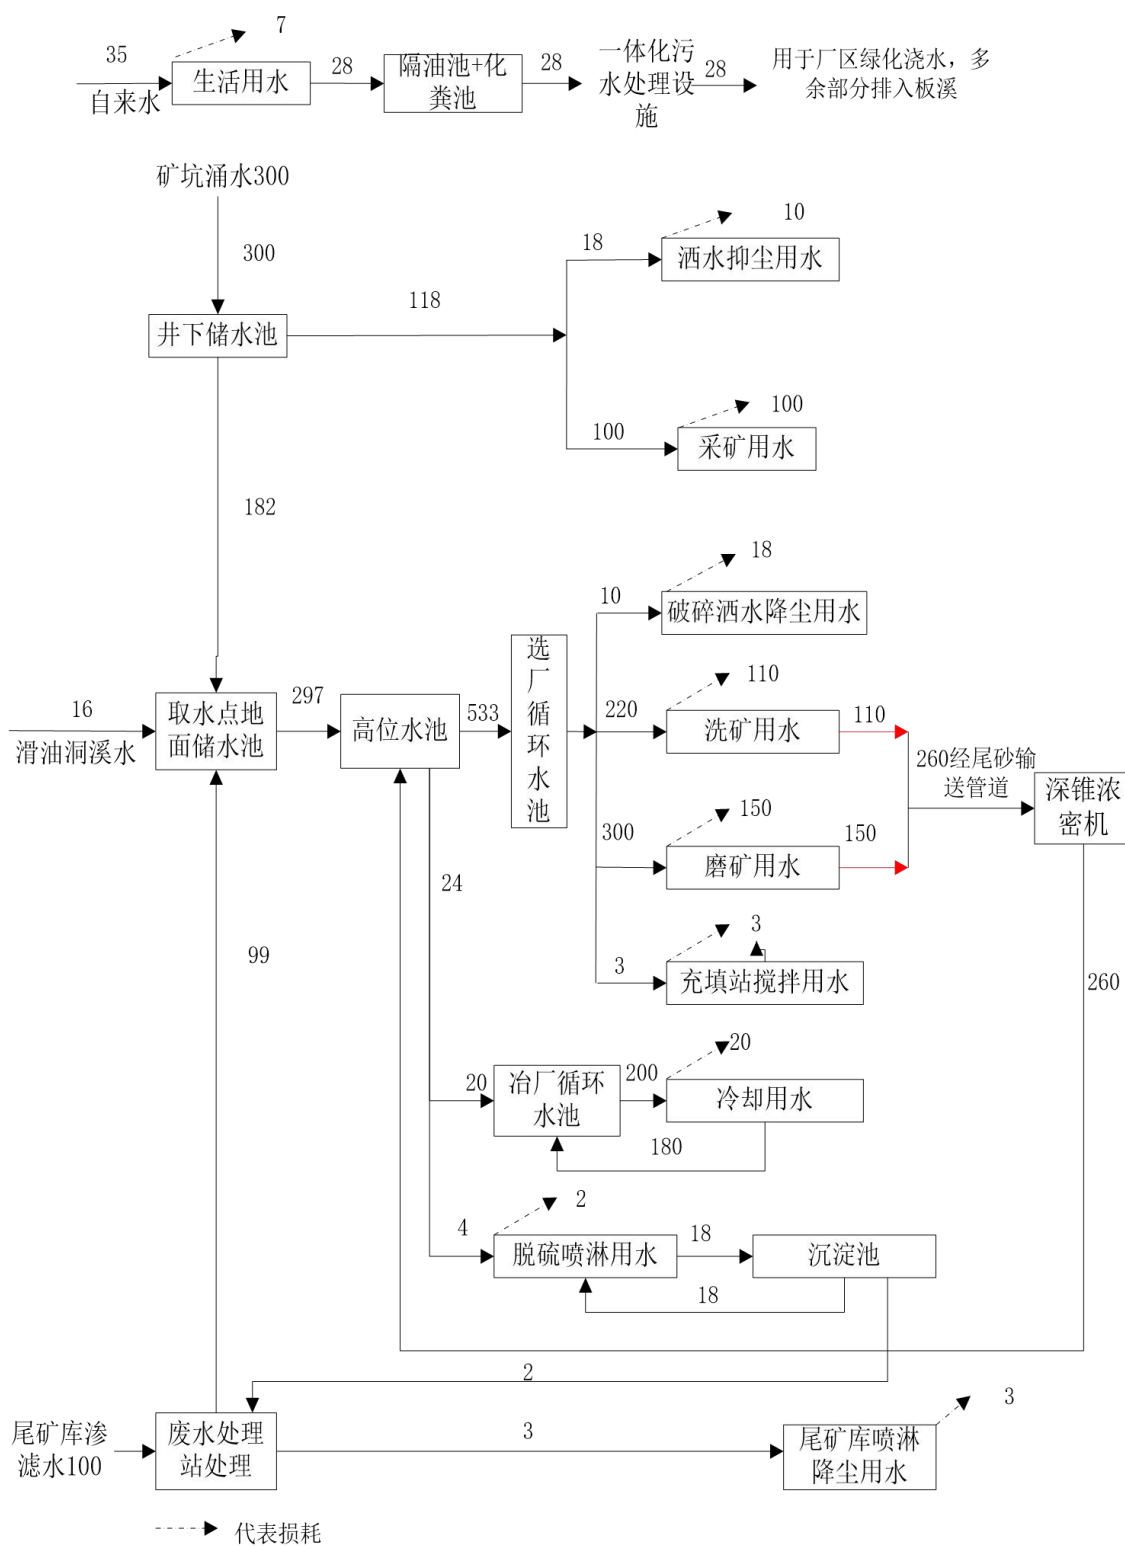 7
35
自来水
生活用水
28
隔油池+化
粪池
28
一体化污
水处理设
施
28
用于厂区绿化浇水，多
余部分排入板溪
矿坑涌水300
300
井下储水池
118
18
10
洒水抑尘用水
100
100
采矿用水
182
10
18
破碎洒水降尘用水
16
滑油洞溪水
取水点地
面储水池
297
高位水池
533
选
厂
循
环
水
池
220
110
洗矿用水
110
300
150
磨矿用水
150
260经尾砂输
送管道
深锥浓
密机
3
3
充填站搅拌用水
260
24
99
20
冶厂循环
水池
200
20
冷却用水
180
4
2
脱硫喷淋用水
18
沉淀池
18
2
尾矿库渗
滤水100
废水处理
站处理
3
3
尾矿库喷淋
降尘用水
代表损耗